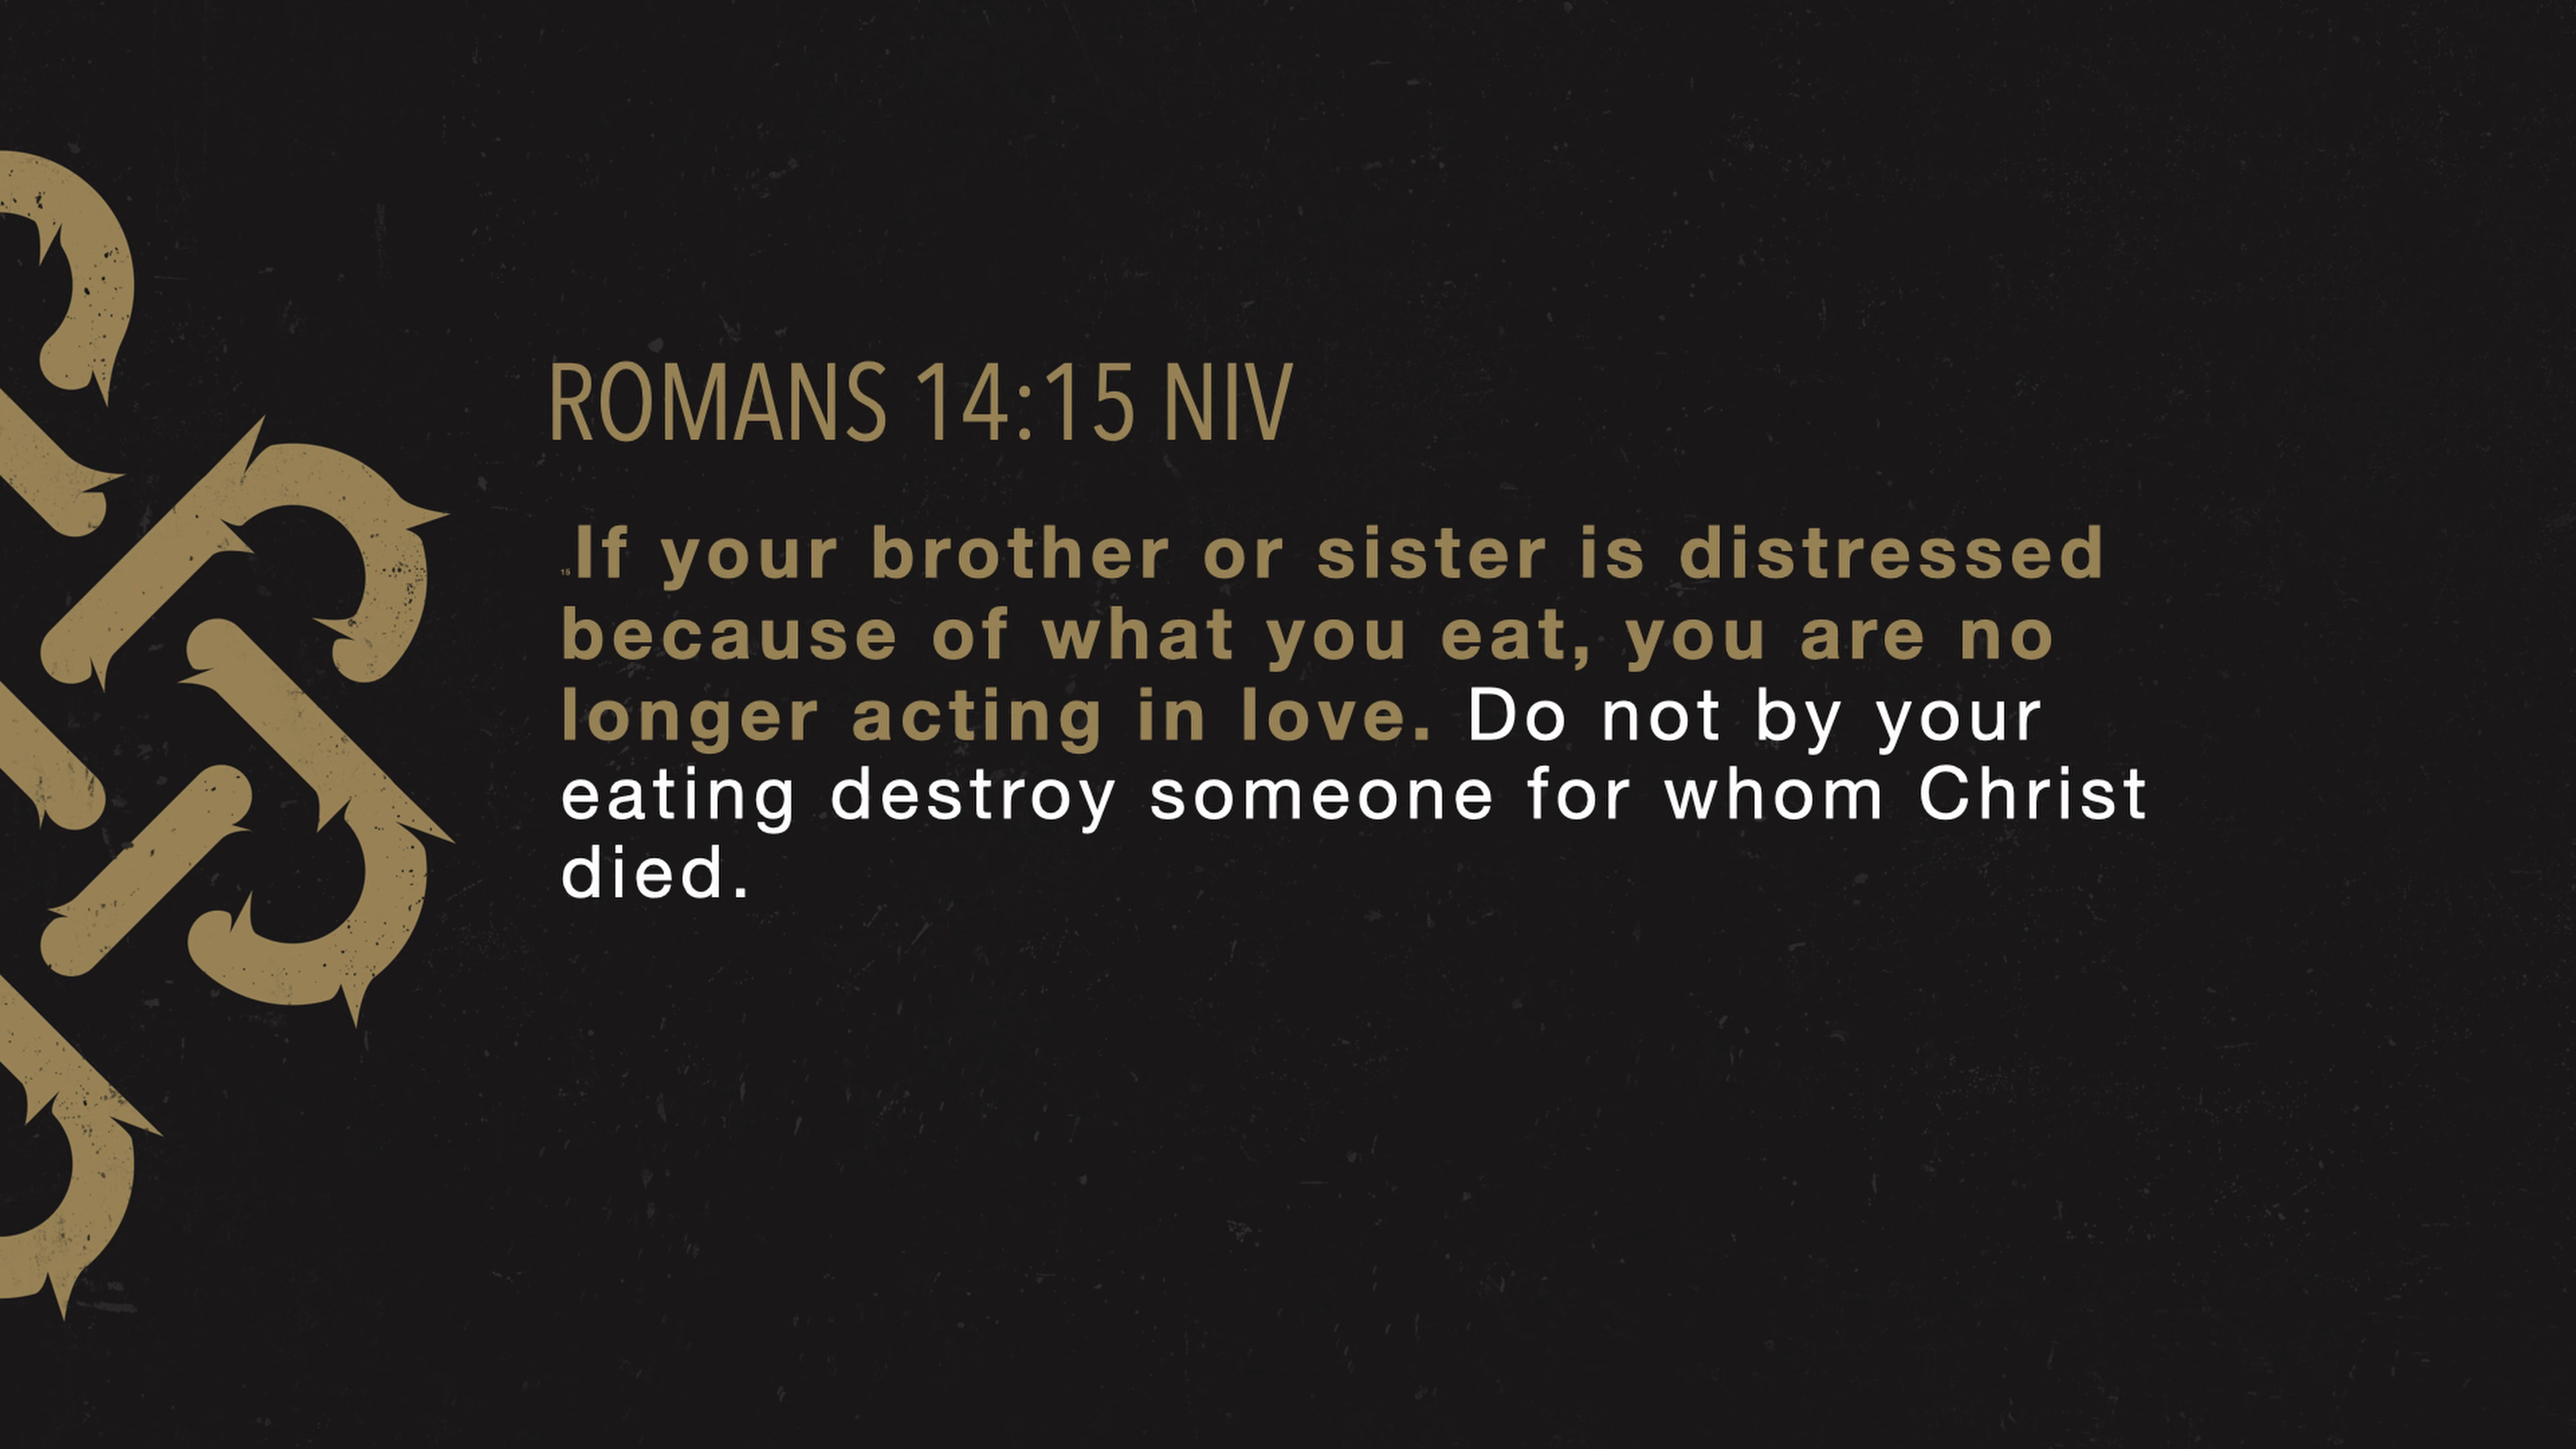 ROMANS 14:15 NIV
15 If your brother or sister is distressed
because of what you eat, you are no
longer acting in love. Do not by your
eating destroy someone for whom Christ
died.